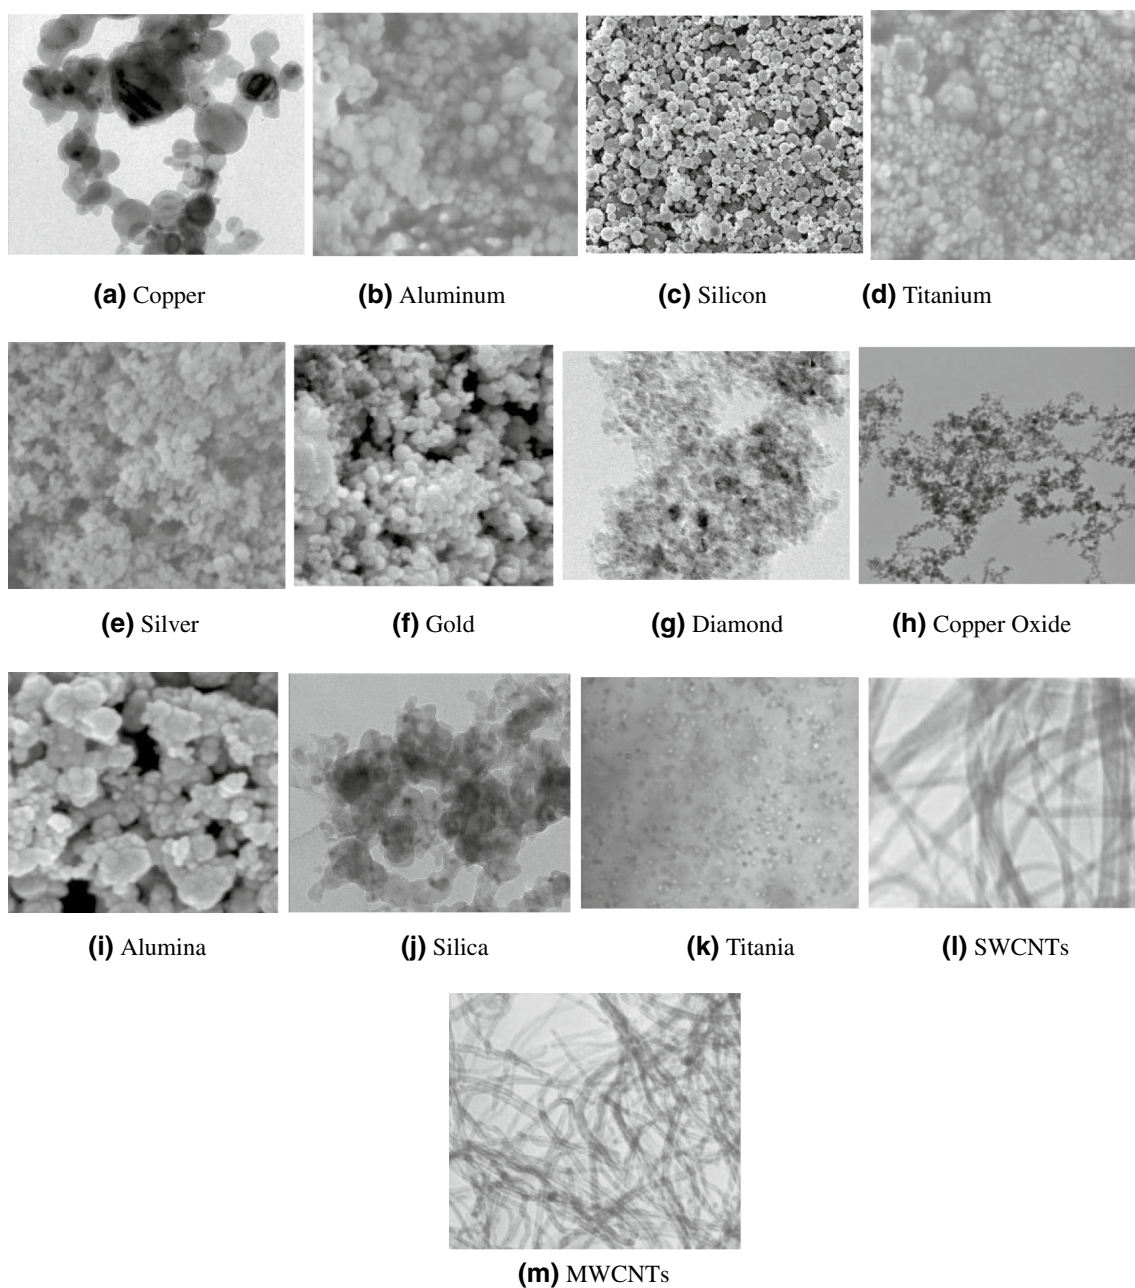 (a) Copper (b) Aluminum (c) Silicon (d) Titanium
(e) Silver (f) Gold (g) Diamond (h) Copper Oxide
(i) Alumina (j) Silica (k) Titania (l) SWCNTs
(m) MWCNTs